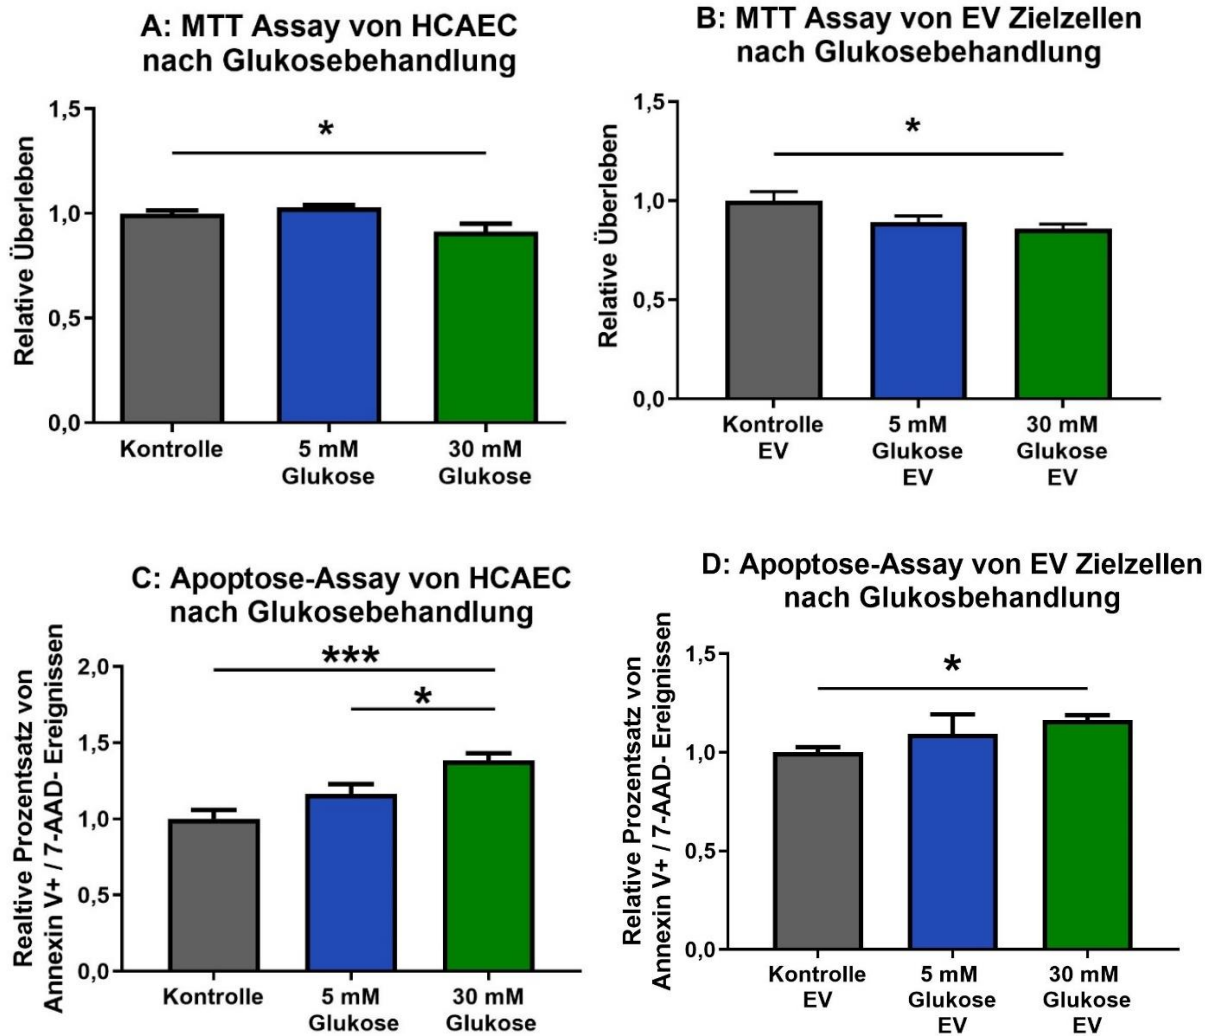 A: MTT Assay von HCAEC
nach Glukosebehandlung
Relative Überleben
1,5
1,0
0,5
0,0
*
Kontrolle
5 mM
Glukose
30 mM
Glukose
B: MTT Assay von EV Zielzellen
nach Glukosebehandlung
Relative Überleben
1,5
1,0
0,5
0,0
*
Kontrolle
EV
5 mM
Glukose
EV
30 mM
Glukose
EV
C: Apoptose-Assay von HCAEC
nach Glukosebehandlung
Realtive Prozentsatz von
Annexin V+ / 7-AAD- Ereignissen
2,0
1,5
1,0
0,5
0,0
***
*
Kontrolle
5 mM
Glukose
30 mM
Glukose
D: Apoptose-Assay von EV Zielzellen
nach Glukosbehandlung
Relative Prozentsatz von
Annexin V+ / 7-AAD- Ereignissen
1,5
1,0
0,5
0,0
*
Kontrolle
EV
5 mM
Glukose
EV
30 mM
Glukose
EV